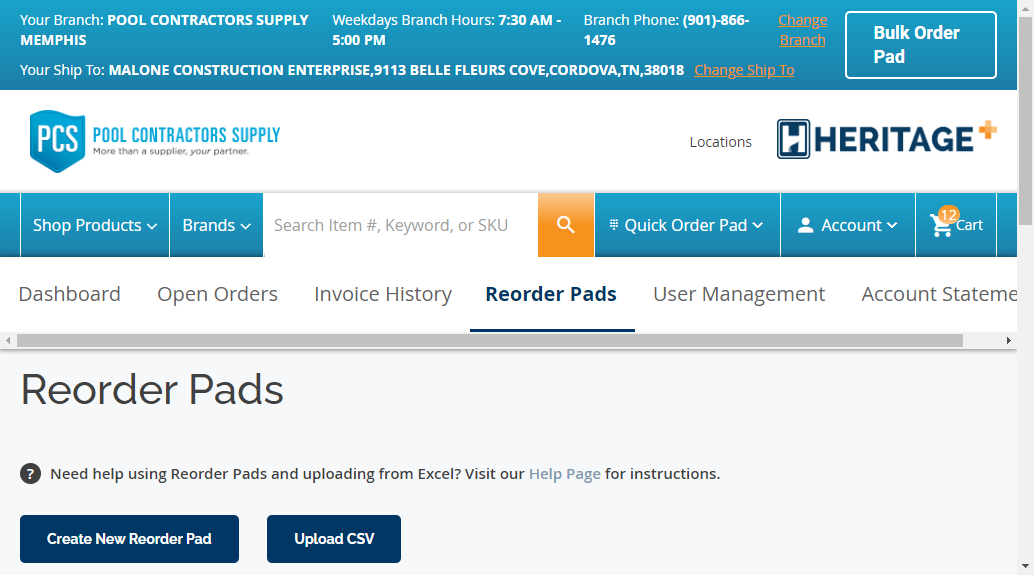 Your Branch: POOL CONTRACTORS SUPPLY MEMPHIS
Weekdays Branch Hours: 7:30 AM - 5:00 PM
Branch Phone: (901)-866-1476
Change Branch
Bulk Order Pad
Your Ship To: MALONE CONSTRUCTION ENTERPRISE,9113 BELLE FLEURS COVE,CORDOVA,TN,38018 Change Ship To
PCS POOL CONTRACTORS SUPPLY
More than a supplier, your partner.
Locations
HERITAGE
Shop Products
Brands
Search Item #, Keyword, or SKU
Quick Order Pad
Account
12
Cart
Dashboard
Open Orders
Invoice History
Reorder Pads
User Management
Account Stateme
Reorder Pads
? Need help using Reorder Pads and uploading from Excel? Visit our Help Page for instructions.
Create New Reorder Pad
Upload CSV